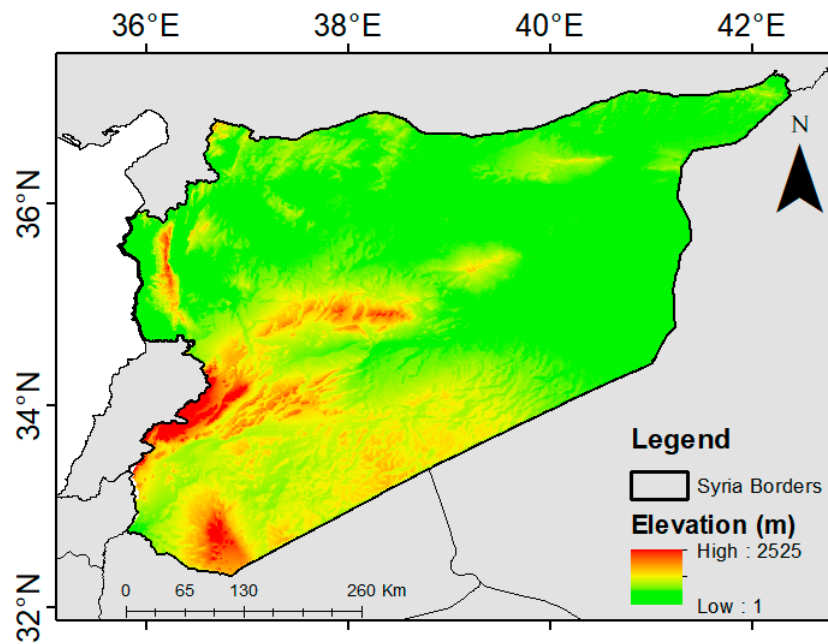 36°E 38°E 40°E 42°E
N
36°N
34°N
32°N
Legend
Syria Borders
Elevation (m)
High : 2525
Low : 1
0 65 130 260 Km